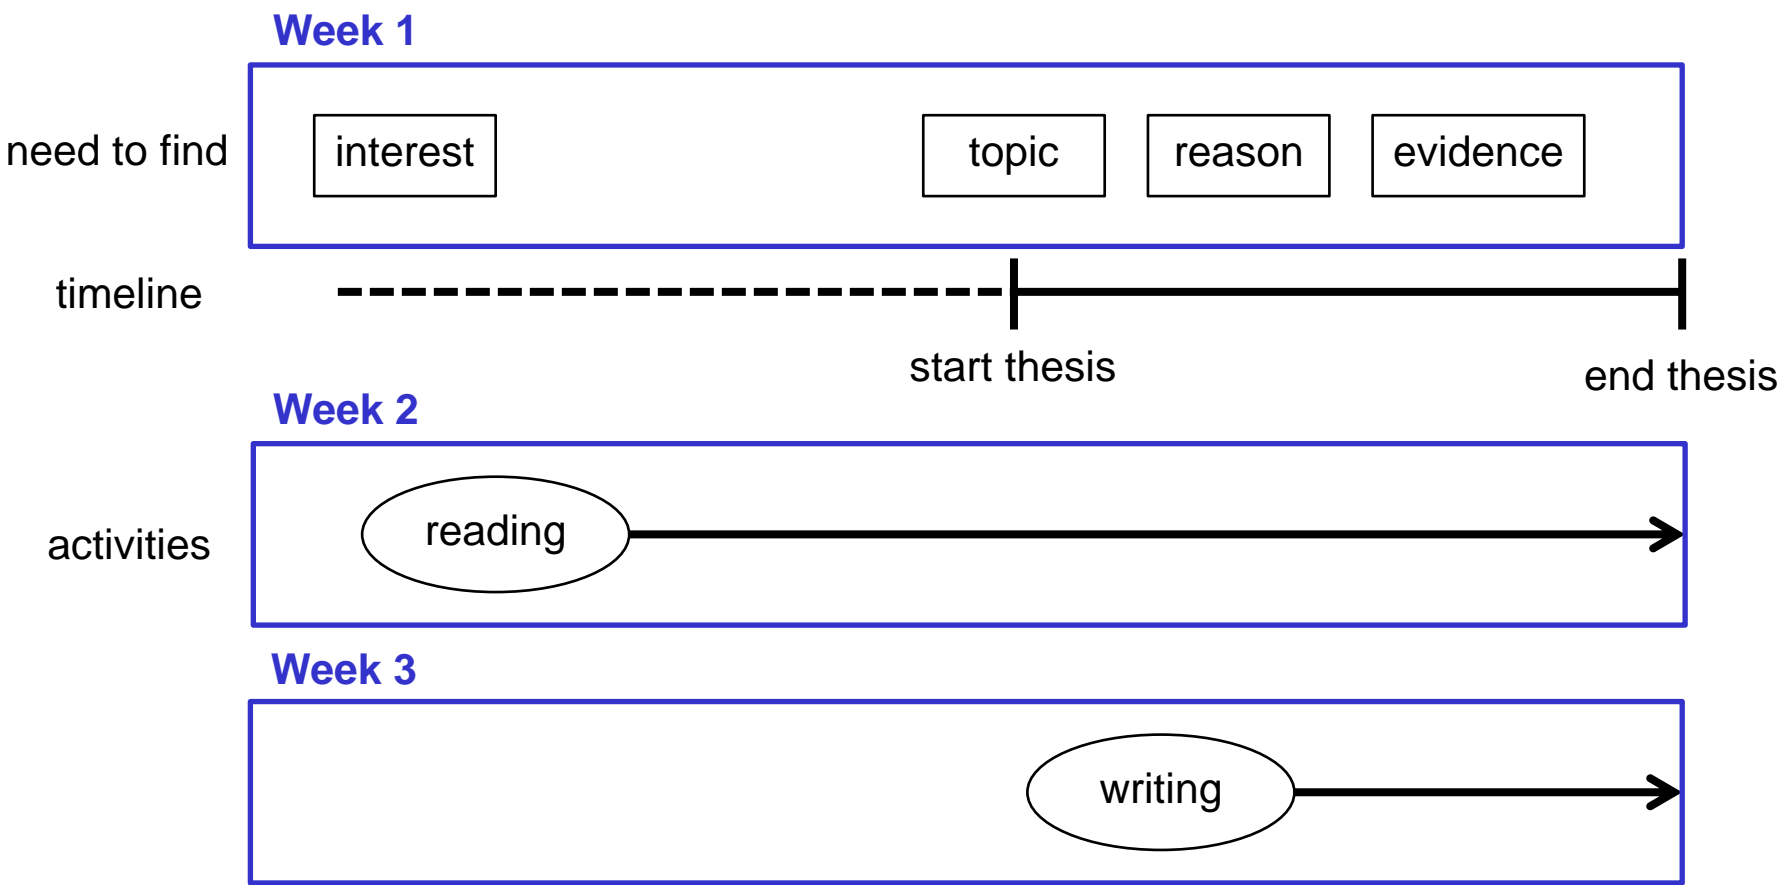 Week 1
need to find interest topic reason evidence
timeline
start thesis end thesis
Week 2
activities reading
Week 3
writing